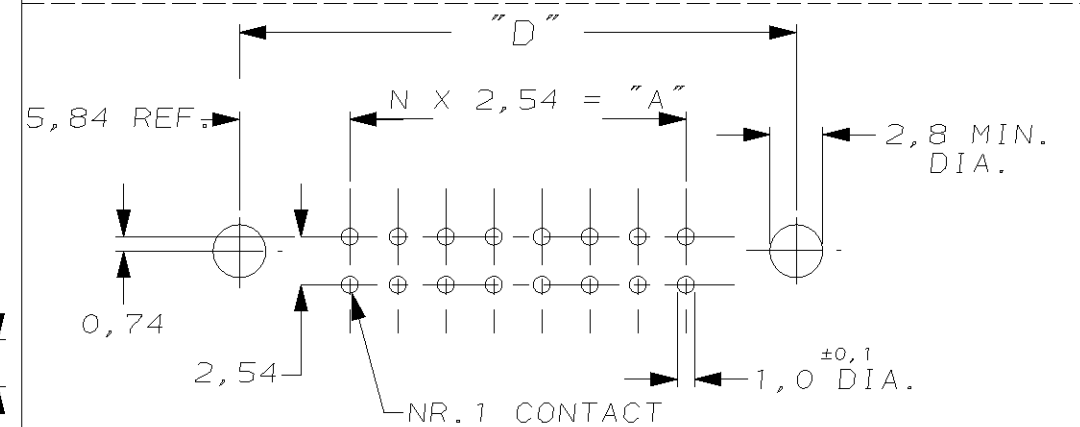 "D"
N X 2,54 = "A"
5,84 REF.
2,8 MIN.
DIA.
0,74
2,54
±0,1
1,0 DIA.
NR.1 CONTACT